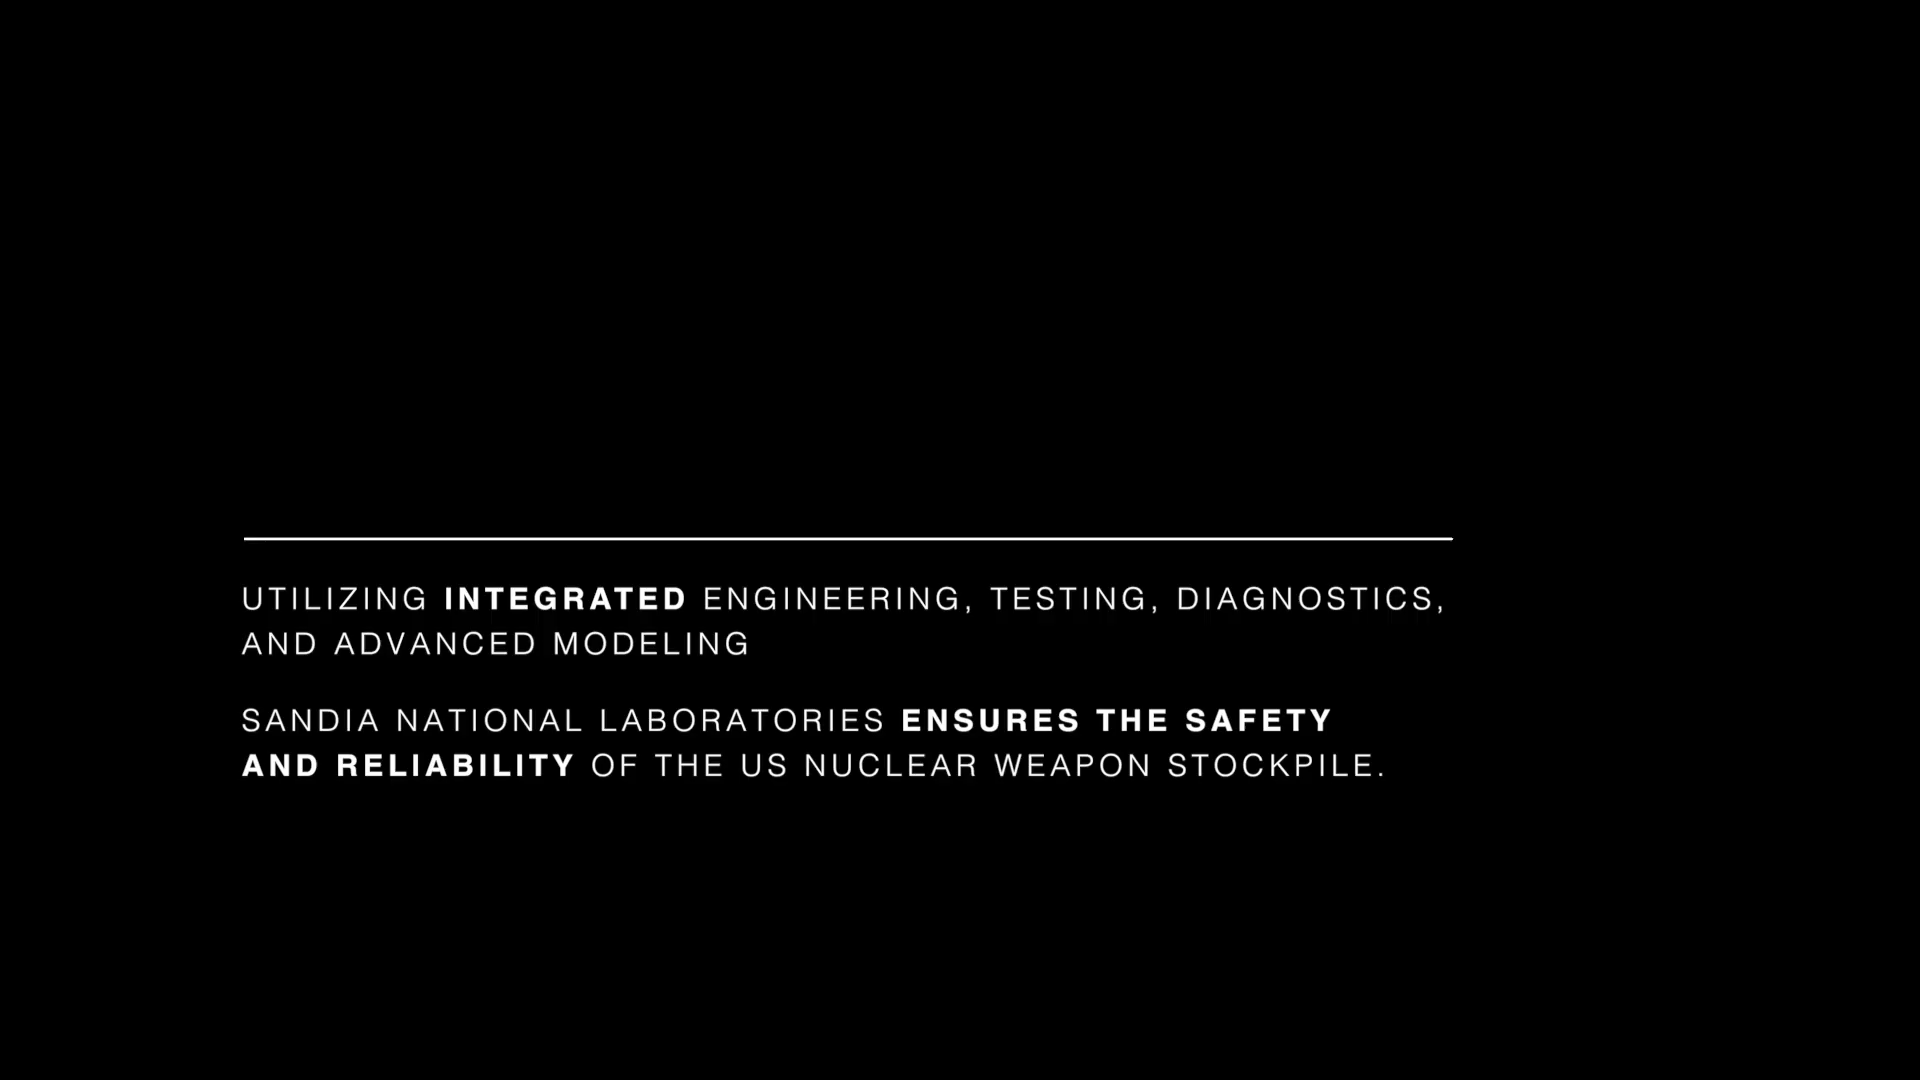 UTILIZING INTEGRATED ENGINEERING, TESTING, DIAGNOSTICS,
AND ADVANCED MODELING
SANDIA NATIONAL LABORATORIES ENSURES THE SAFETY
AND RELIABILITY OF THE US NUCLEAR WEAPON STOCKPILE.